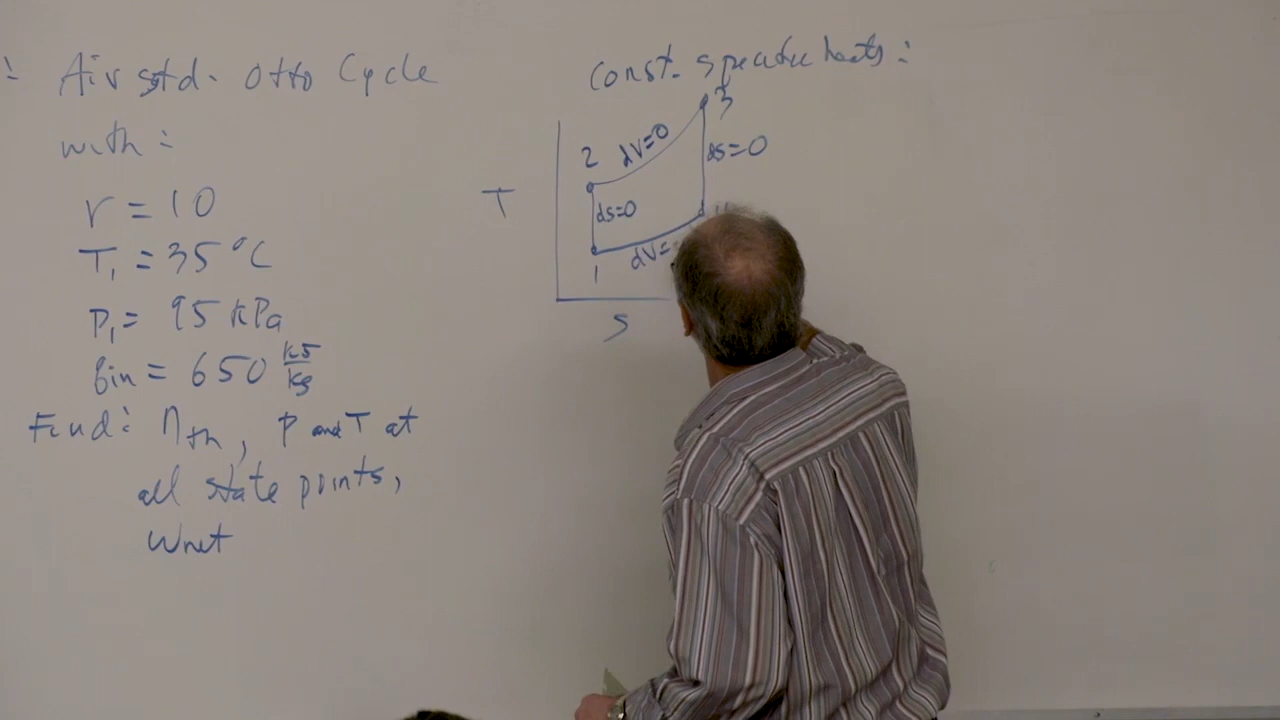 : Air std. Otto Cycle
with:
r = 10
T₁ = 35°C
P₁ = 95 kPa
qin = 650 kJ/kg
Find: ηth, P and T at
all state points,
Wnet
Const. specific heats:
3
2 dV=0
ds=0
T
ds=0
dV=
1
S